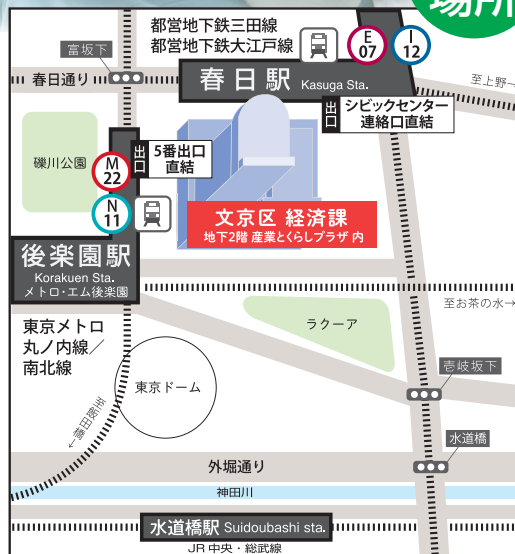 場所
都営地下鉄三田線
都営地下鉄大江戸線
E
07
I
12
富坂下
春日通り
春日駅 Kasuga Sta.
至上野→
出口
シビックセンター
連絡口直結
礫川公園
M
22
出口
5番出口
直結
N
11
文京区 経済課
地下2階 産業とくらしプラザ 内
後楽園駅
Korakuen Sta.
メトロ・エム後楽園
至お茶の水→
東京メトロ
丸ノ内線／
南北線
ラクーア
壱岐坂下
東京ドーム
至飯田橋→
水道橋
外堀通り
神田川
水道橋駅 Suidoubashi sta.
JR 中央・総武線